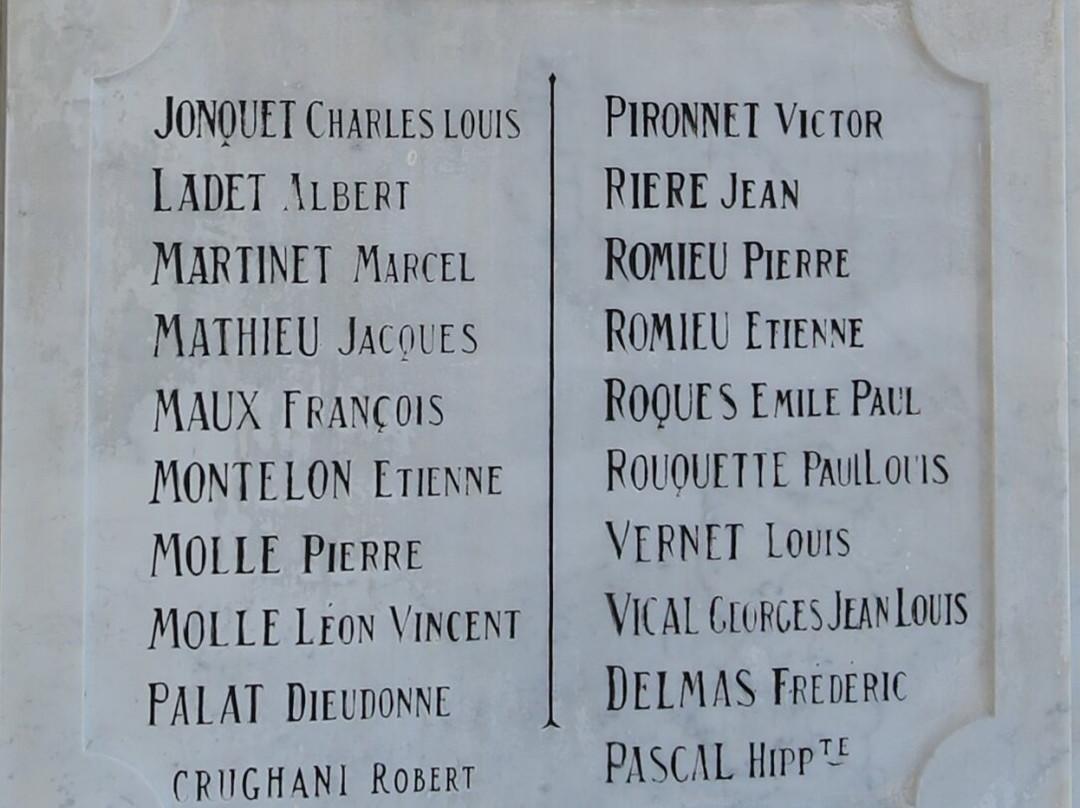 JONQUET CHARLES LOUIS
LADET ALBERT
MARTINET MARCEL
MATHIEU JACQUES
MAUX FRANÇOIS
MONTELON ETIENNE
MOLLE PIERRE
MOLLE LÉON VINCENT
PALAT DIEUDONNE
CRUGHANI ROBERT
PIRONNET VICTOR
RIERE JEAN
ROMIEU PIERRE
ROMIEU ETIENNE
ROQUES EMILE PAUL
ROUQUETTE PAUL LOUIS
VERNET LOUIS
VICAL GEORGES JEAN LOUIS
DELMAS FRÉDÉRIC
PASCAL HIPPTE